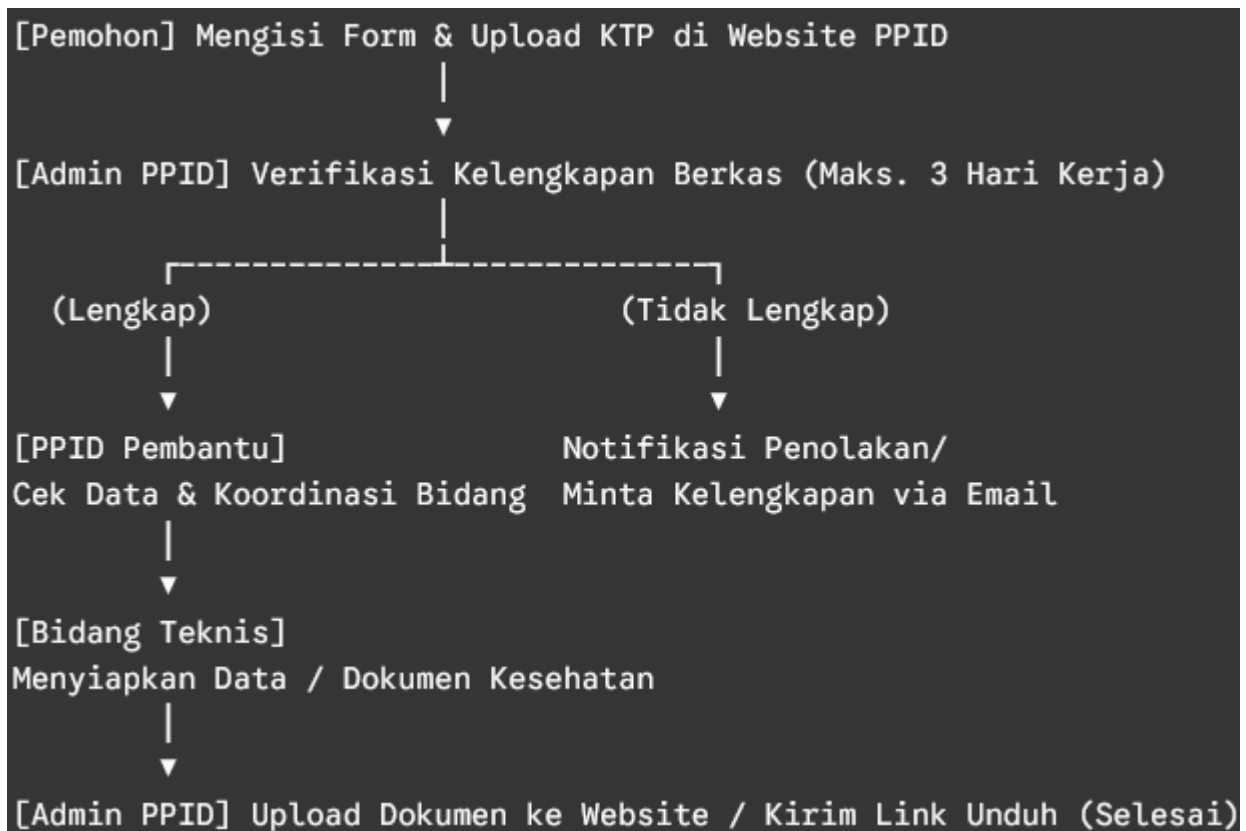 [Pemohon] Mengisi Form & Upload KTP di Website PPID
[Admin PPID] Verifikasi Kelengkapan Berkas (Maks. 3 Hari Kerja)
(Lengkap) (Tidak Lengkap)
[PPID Pembantu] Notifikasi Penolakan/
Cek Data & Koordinasi Bidang Minta Kelengkapan via Email
[Bidang Teknis]
Menyiapkan Data / Dokumen Kesehatan
[Admin PPID] Upload Dokumen ke Website / Kirim Link Unduh (Selesai)